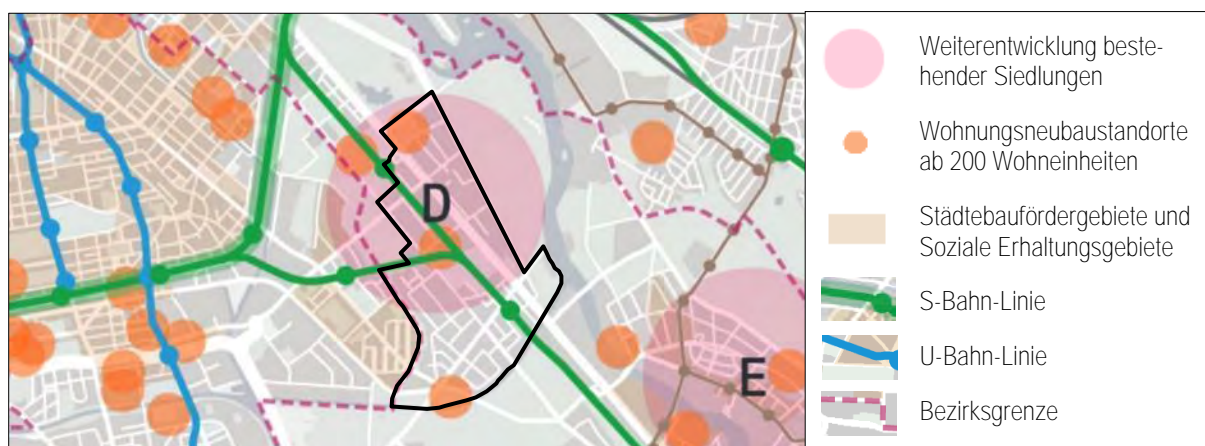 D
E
Weiterentwicklung beste-
hender Siedlungen
Wohnungsneubaustandorte
ab 200 Wohneinheiten
Städtebaufördergebiete und
Soziale Erhaltungsgebiete
S-Bahn-Linie
U-Bahn-Linie
Bezirksgrenze